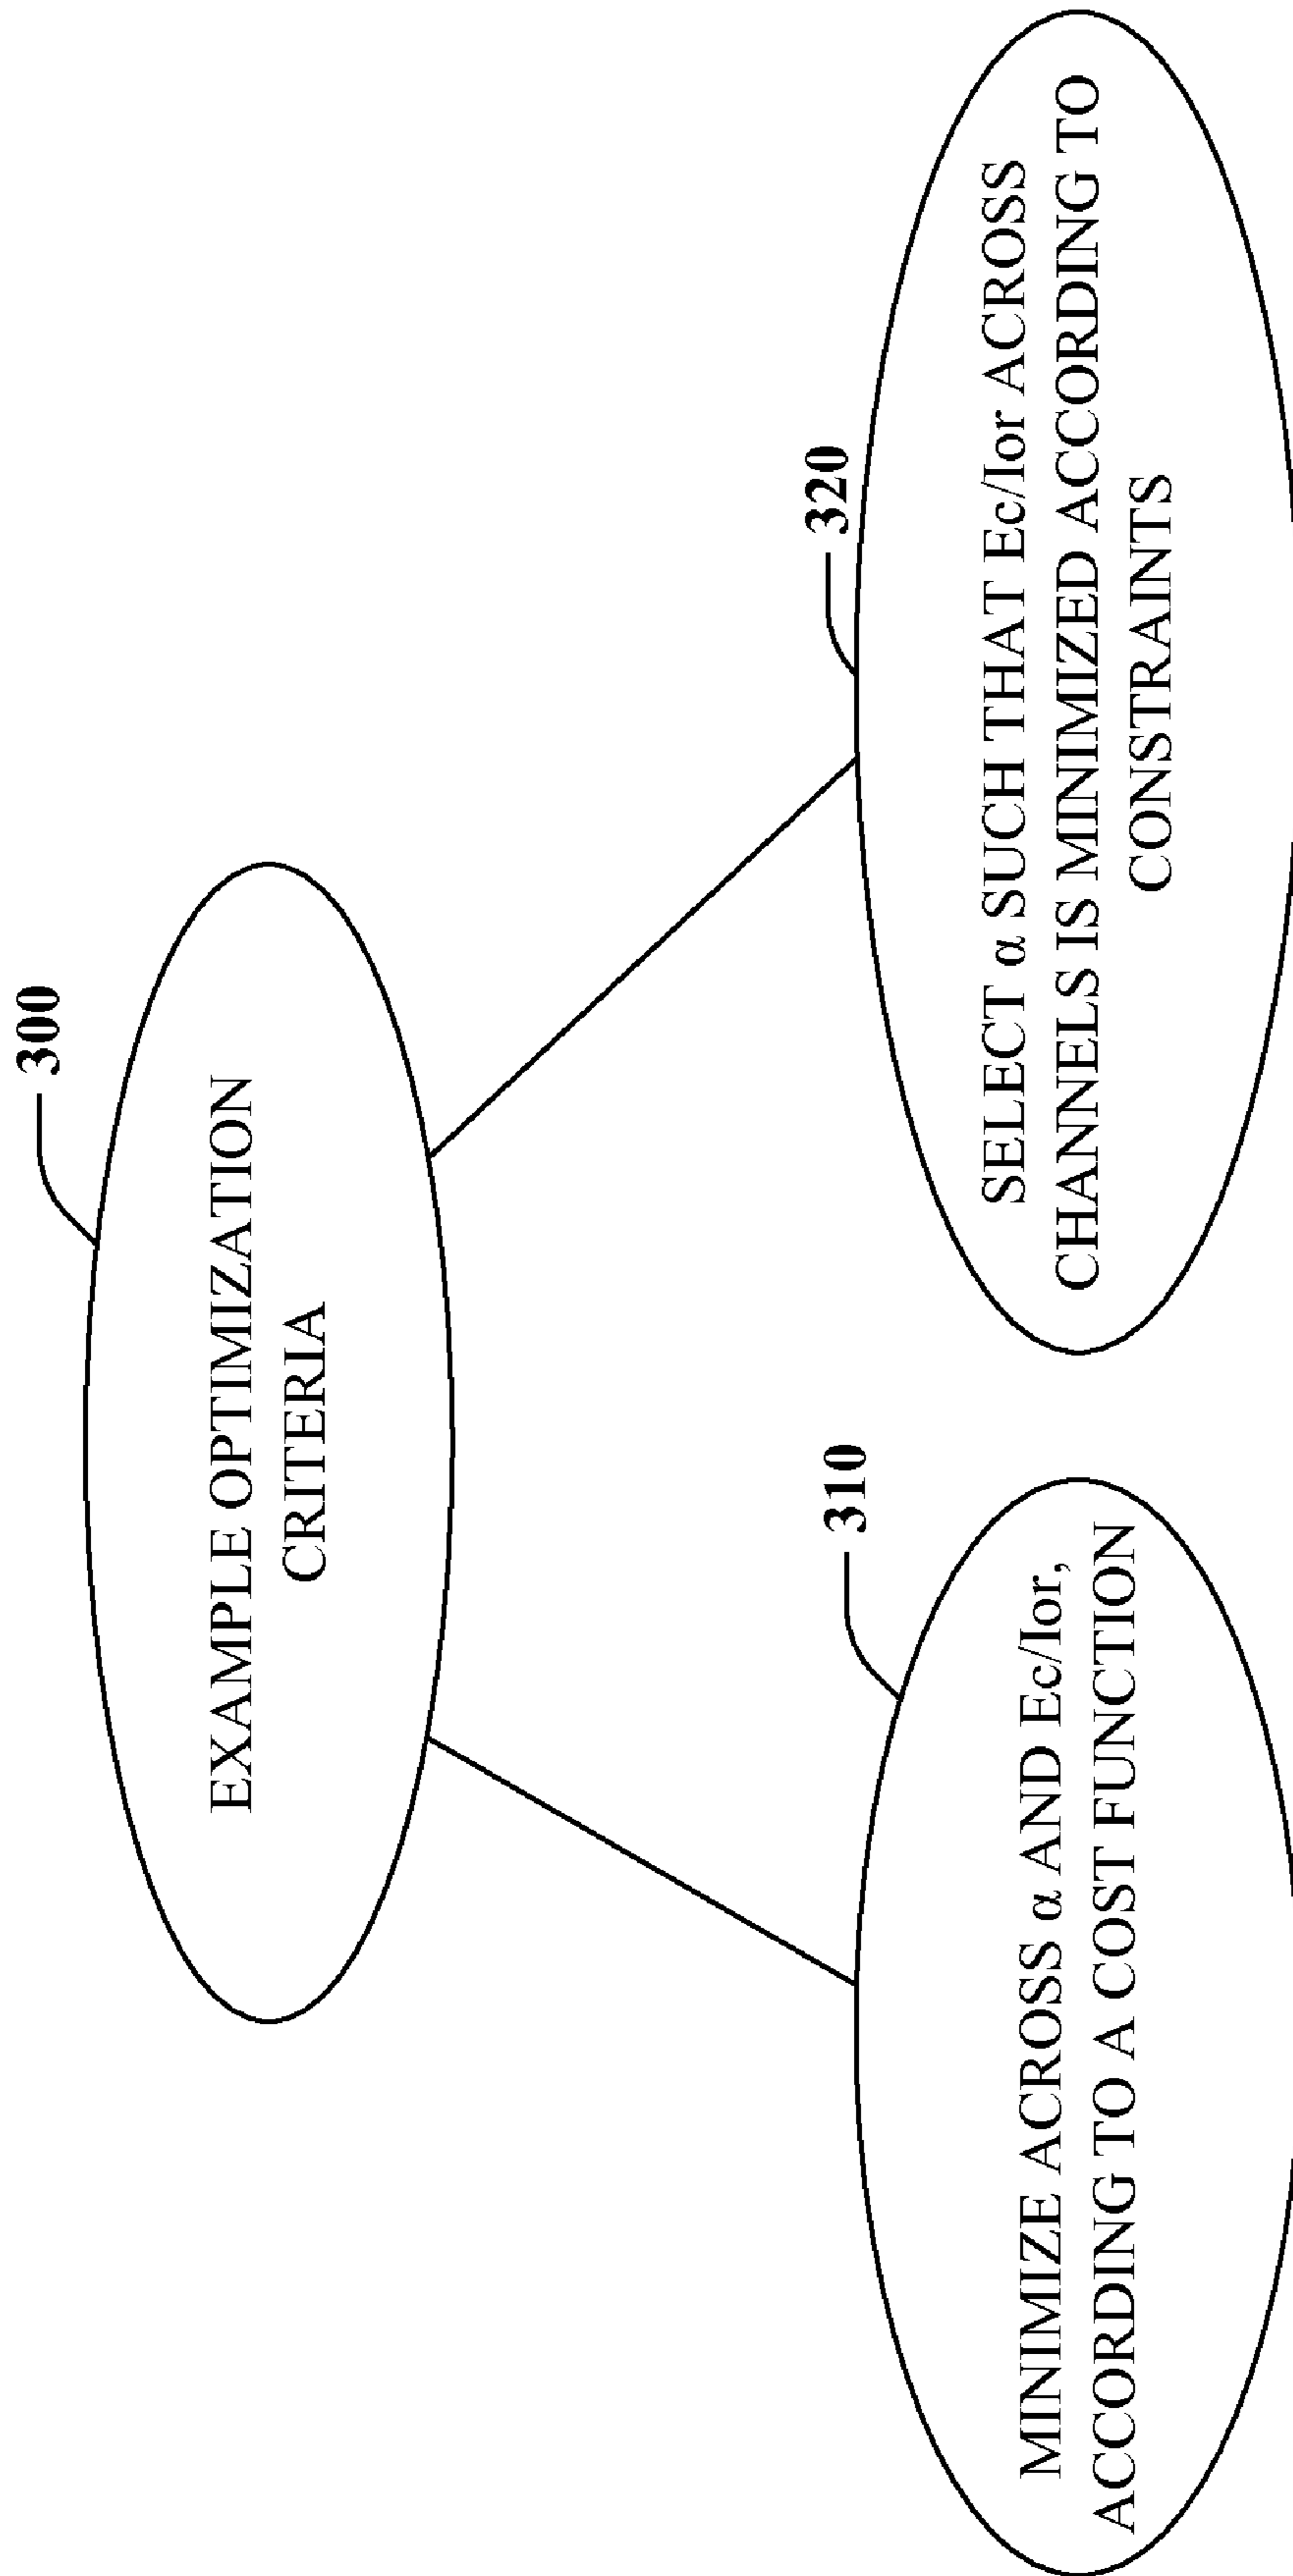 300
EXAMPLE OPTIMIZATION
CRITERIA
310
MINIMIZE ACROSS α AND Ec/Ior,
ACCORDING TO A COST FUNCTION
320
SELECT α SUCH THAT Ec/Ior ACROSS
CHANNELS IS MINIMIZED ACCORDING TO
CONSTRAINTS